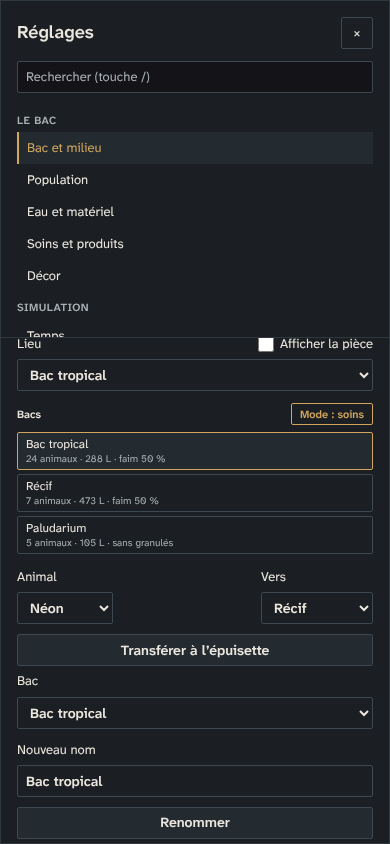 Réglages
×
Rechercher (touche /)
LE BAC
Bac et milieu
Population
Eau et matériel
Soins et produits
Décor
SIMULATION
Temps
Lieu
Afficher la pièce
Bac tropical
Bacs
Mode : soins
Bac tropical
24 animaux · 288 L · faim 50 %
Récif
7 animaux · 473 L · faim 50 %
Paludarium
5 animaux · 105 L · sans granulés
Animal
Vers
Néon
Récif
Transférer à l'épuisette
Bac
Bac tropical
Nouveau nom
Bac tropical
Renommer